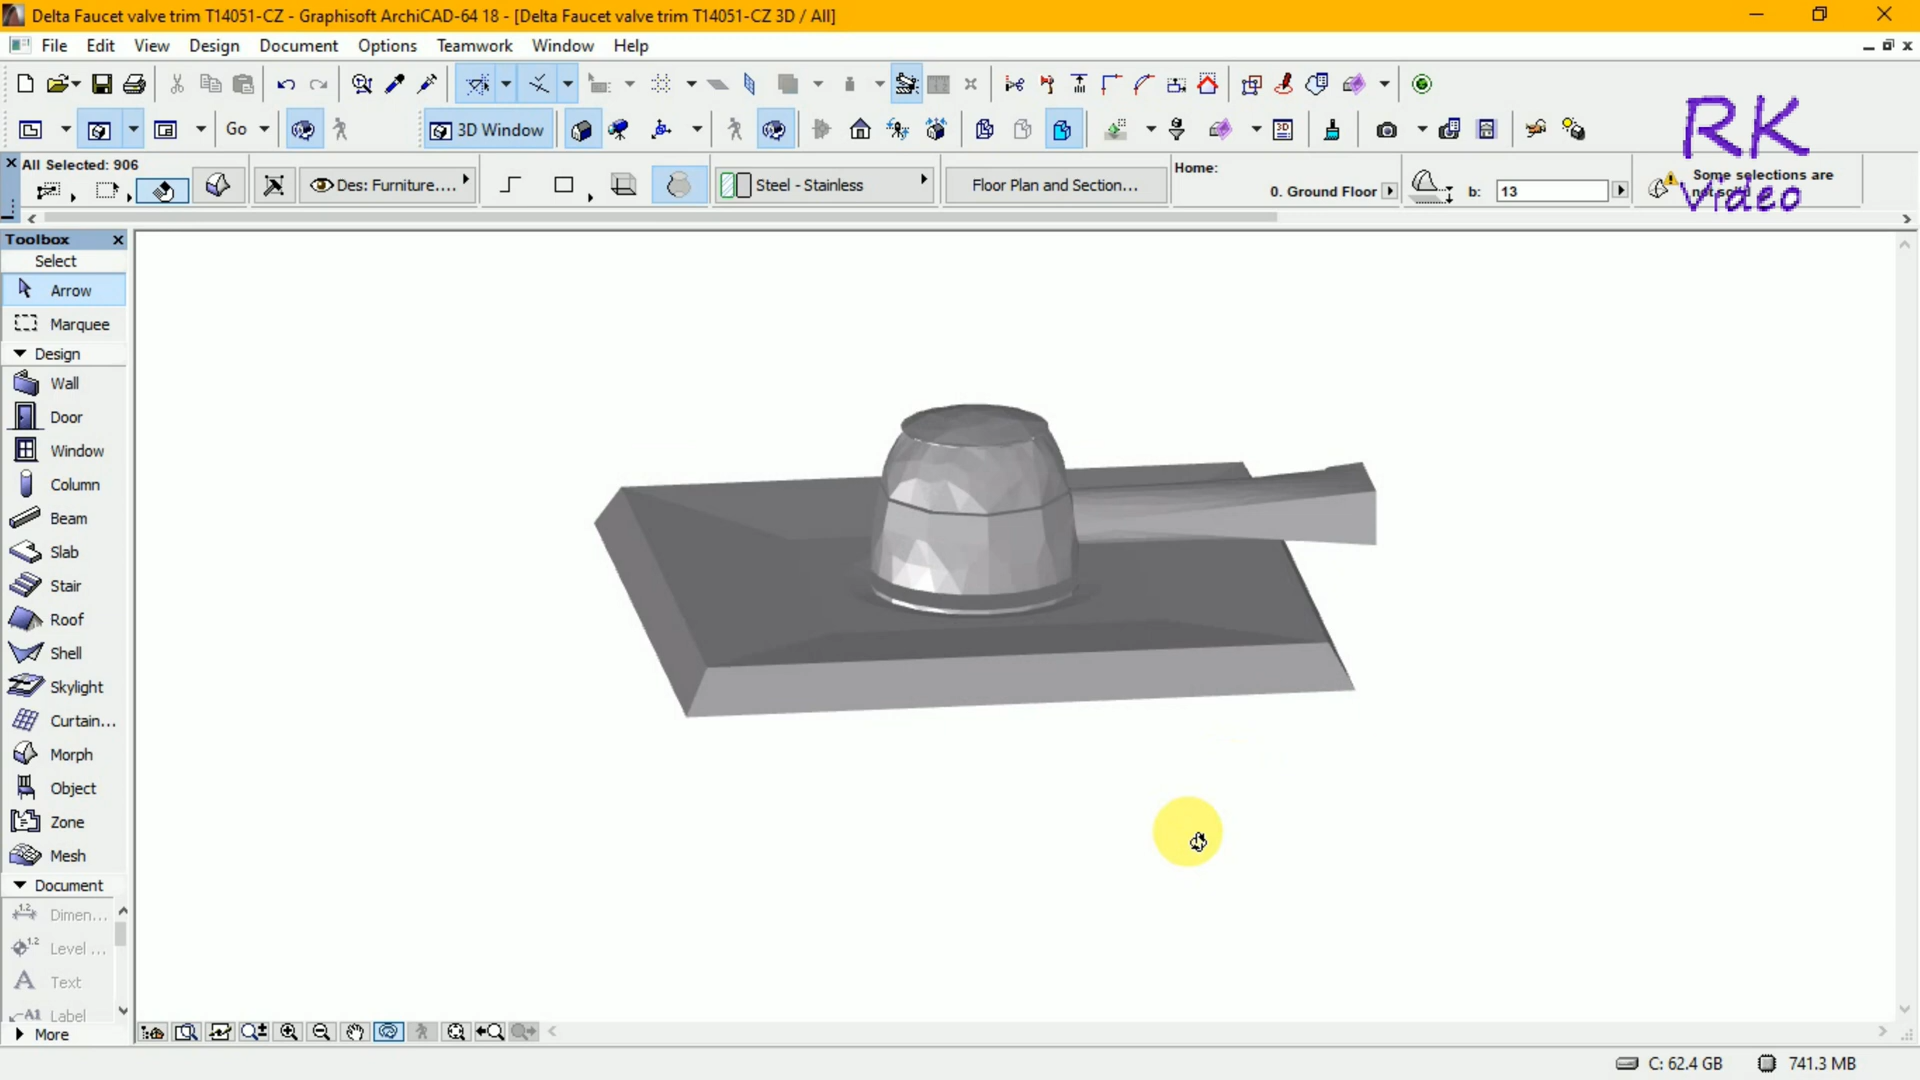 Delta Faucet valve trim T14051-CZ - Graphisoft ArchiCAD-64 18 - [Delta Faucet valve trim T14051-CZ 3D / All]
File Edit View Design Document Options Teamwork Window Help
Go 3D Window
RK
video
All Selected: 906
Des: Furniture....
Steel - Stainless
Floor Plan and Section...
Home:
0. Ground Floor
b: 13
Some selections are
Toolbox
Select
Arrow
Marquee
Design
Wall
Door
Window
Column
Beam
Slab
Stair
Roof
Shell
Skylight
Curtain...
Morph
Object
Zone
Mesh
Document
Dimen...
Level ...
Text
Label
More
C: 62.4 GB 741.3 MB